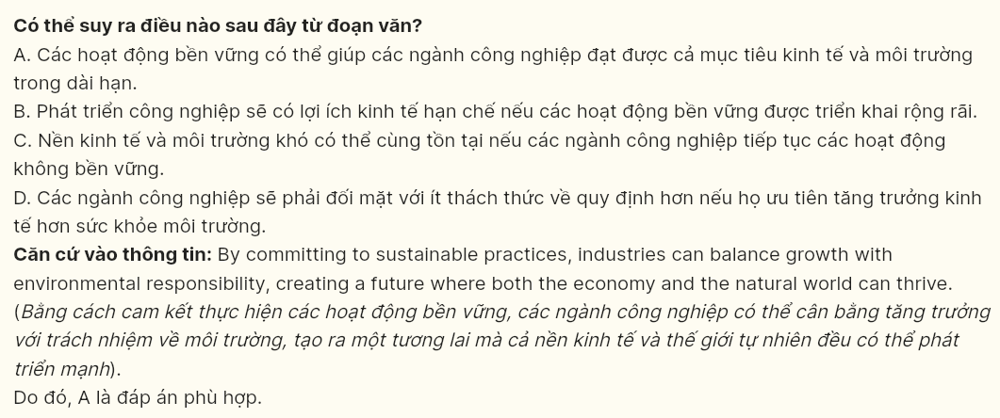 Có thể suy ra điều nào sau đây từ đoạn văn?
A. Các hoạt động bền vững có thể giúp các ngành công nghiệp đạt được cả mục tiêu kinh tế và môi trường
trong dài hạn.
B. Phát triển công nghiệp sẽ có lợi ích kinh tế hạn chế nếu các hoạt động bền vững được triển khai rộng rãi.
C. Nền kinh tế và môi trường khó có thể cùng tồn tại nếu các ngành công nghiệp tiếp tục các hoạt động
không bền vững.
D. Các ngành công nghiệp sẽ phải đối mặt với ít thách thức về quy định hơn nếu họ ưu tiên tăng trưởng kinh
tế hơn sức khỏe môi trường.
Căn cứ vào thông tin: By committing to sustainable practices, industries can balance growth with
environmental responsibility, creating a future where both the economy and the natural world can thrive.
(Bằng cách cam kết thực hiện các hoạt động bền vững, các ngành công nghiệp có thể cân bằng tăng trưởng
với trách nhiệm về môi trường, tạo ra một tương lai mà cả nền kinh tế và thế giới tự nhiên đều có thể phát
triển mạnh).
Do đó, A là đáp án phù hợp.